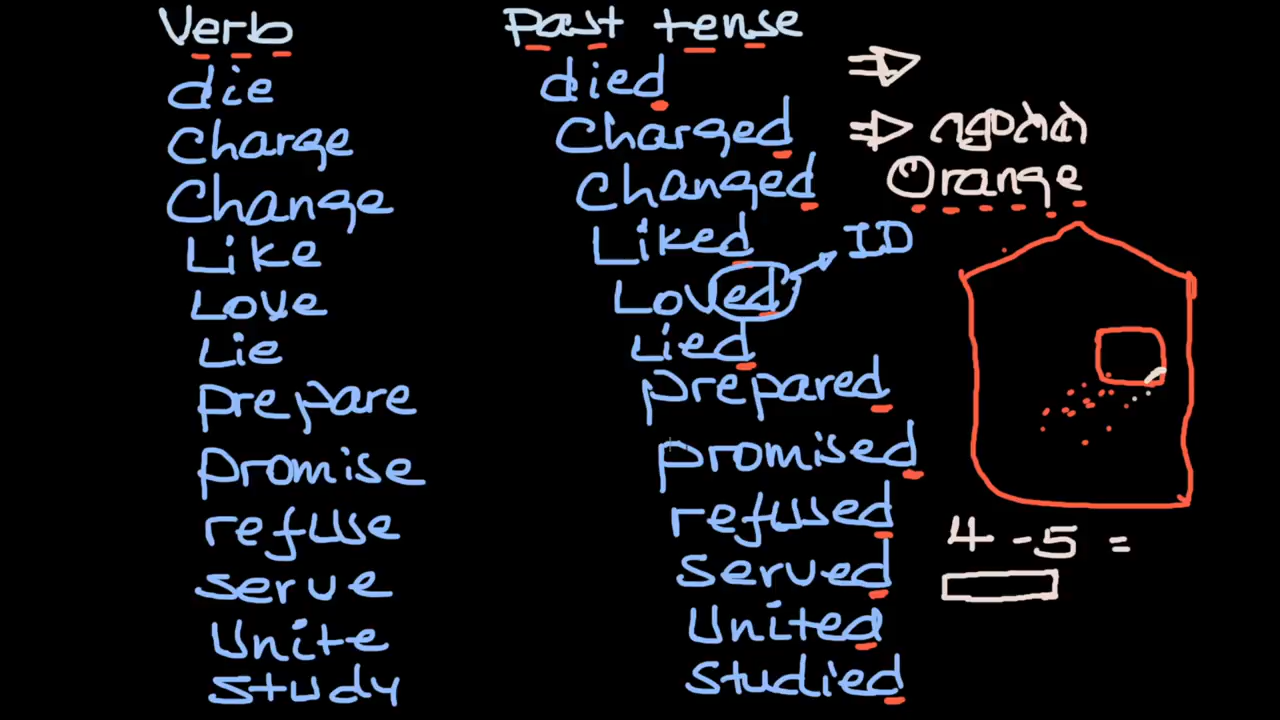 Verb Past tense
die died
Charge Charged
Change Changed
Orange
Like Liked
ID
Love Loved
Lie Lied
prepare prepared
promise promised
refuse refused
4 - 5 =
serve served
Unite United
Study Studied